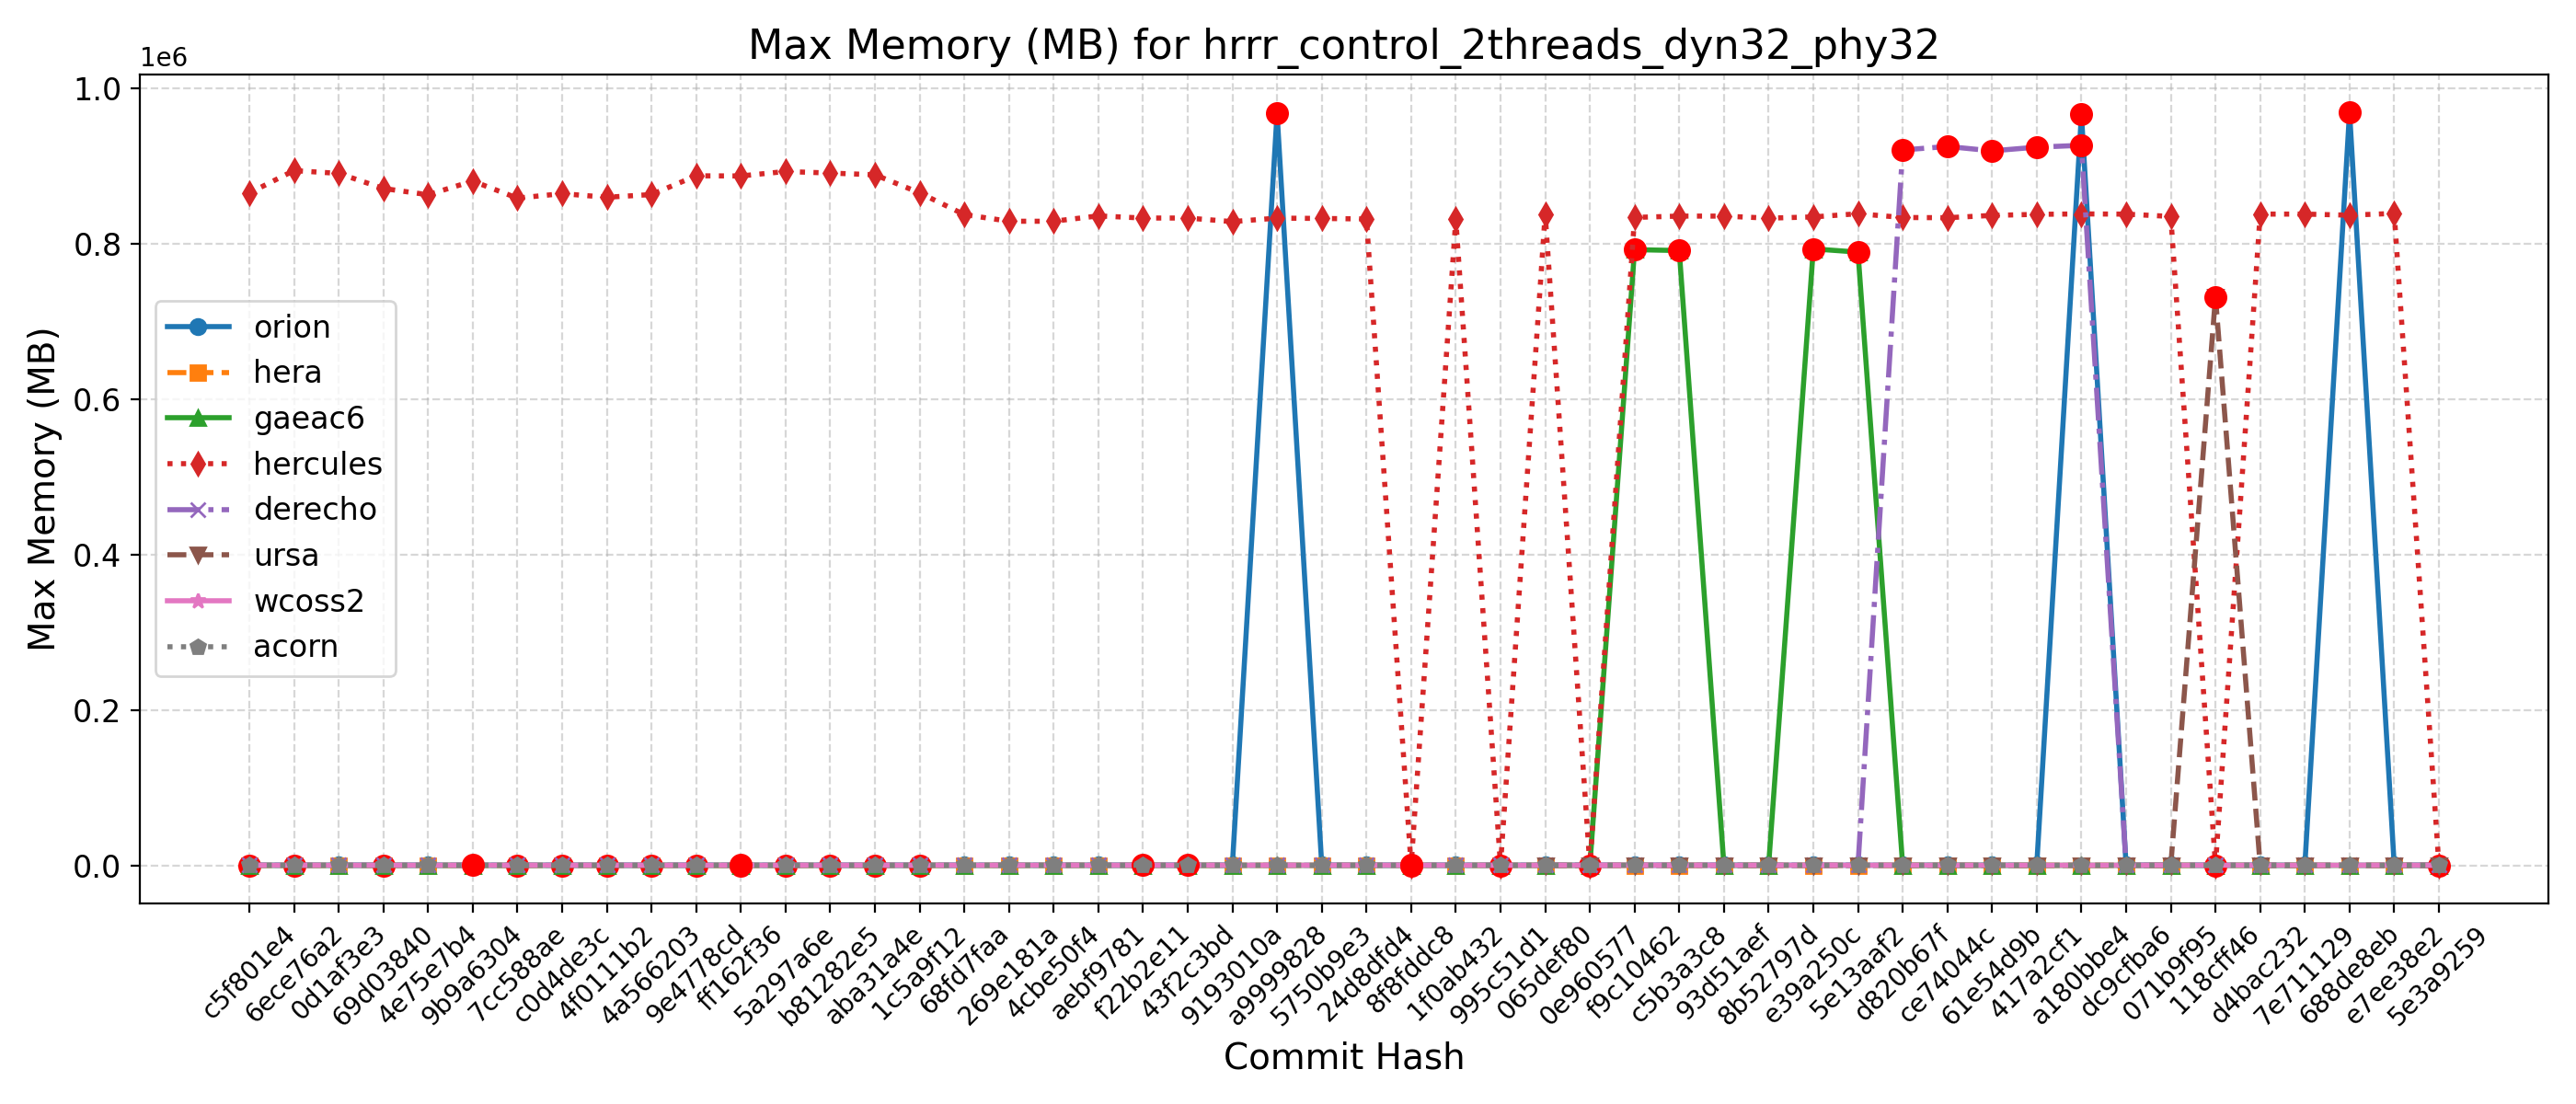 Max Memory (MB) for hrrr_control_2threads_dyn32_phy32
1e6
1.0
0.8
0.6
0.4
0.2
0.0
Max Memory (MB)
orion
hera
gaeac6
hercules
derecho
ursa
wcoss2
acorn
c5f801e4
6ece76a2
0d1af3e3
69d03840
4e75e7b4
9b9a6304
7cc588ae
c0d4de3c
4f0111b2
4a566203
9e4778cd
ff162f36
5a297a6e
b81282e5
aba31a4e
1c5a9f12
68fd7faa
269e181a
4cbe50f4
aebf9781
f22b2e11
43f2c3bd
9193010a
a9999828
5750b9e3
24d8dfd4
8f8fddc8
1f0ab432
995c51d1
065def80
0e960577
f9c10462
c5b3a3c8
93d51aef
8b52797d
e39a250c
5e13aaf2
d820b67f
ce74044c
61e54d9b
417a2cf1
a180bbe4
dc9cfba6
071b9f95
118cff46
d4bac232
7e711129
688de8eb
e7ee38e2
5e3a9259
Commit Hash